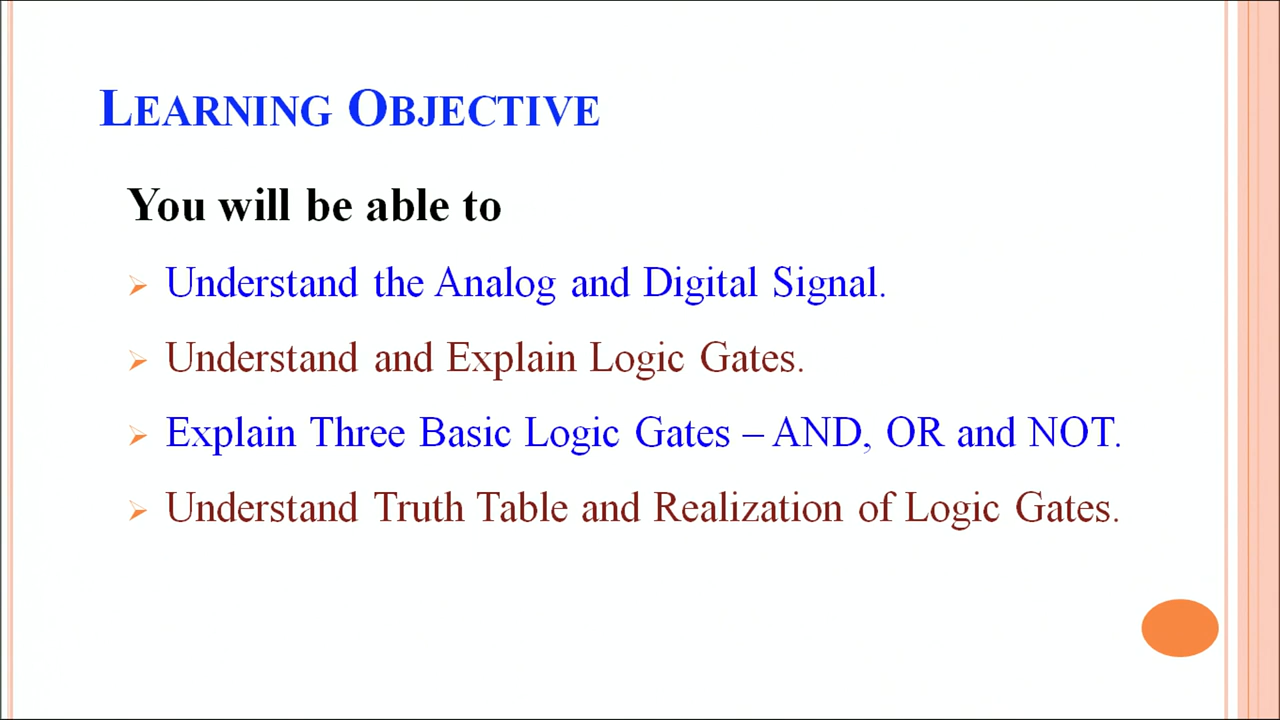 LEARNING OBJECTIVE
You will be able to
Understand the Analog and Digital Signal.
Understand and Explain Logic Gates.
Explain Three Basic Logic Gates – AND, OR and NOT.
Understand Truth Table and Realization of Logic Gates.